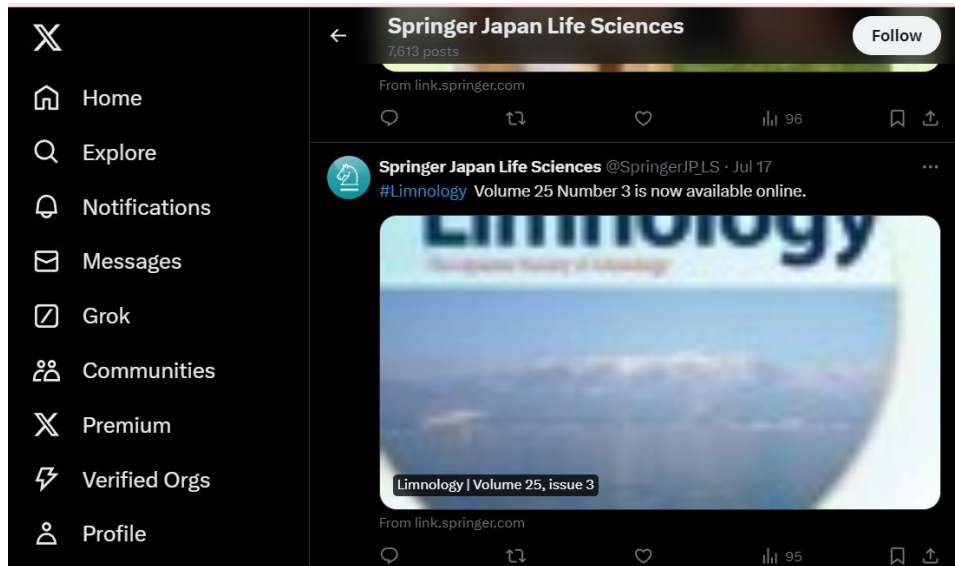 Springer Japan Life Sciences
7,613 posts
Follow
Home
Explore
Notifications
Messages
Grok
Communities
Premium
Verified Orgs
Profile
From link.springer.com
96
Springer Japan Life Sciences @SpringerJP_LS · Jul 17
#Limnology Volume 25 Number 3 is now available online.
Limnology
Limnology | Volume 25, issue 3
From link.springer.com
95